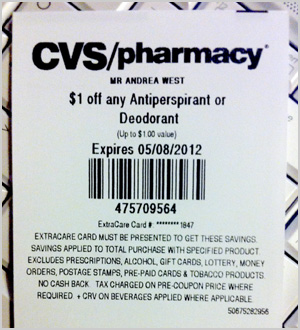 CVS/pharmacy®
MR ANDREA WEST
$1 off any Antiperspirant or
Deodorant
(Up to $1.00 value)
Expires 05/08/2012
475709564
ExtraCare Card #: ********1847
EXTRACARE CARD MUST BE PRESENTED TO GET THESE SAVINGS.
SAVINGS APPLIED TO TOTAL PURCHASE WITH SPECIFIED PRODUCT.
EXCLUDES PRESCRIPTIONS, ALCOHOL, GIFT CARDS, LOTTERY, MONEY
ORDERS, POSTAGE STAMPS, PRE-PAID CARDS & TOBACCO PRODUCTS.
NO CASH BACK. TAX CHARGED ON PRE-COUPON PRICE WHERE
REQUIRED. + CRV ON BEVERAGES APPLIED WHERE APPLICABLE.
50675282956